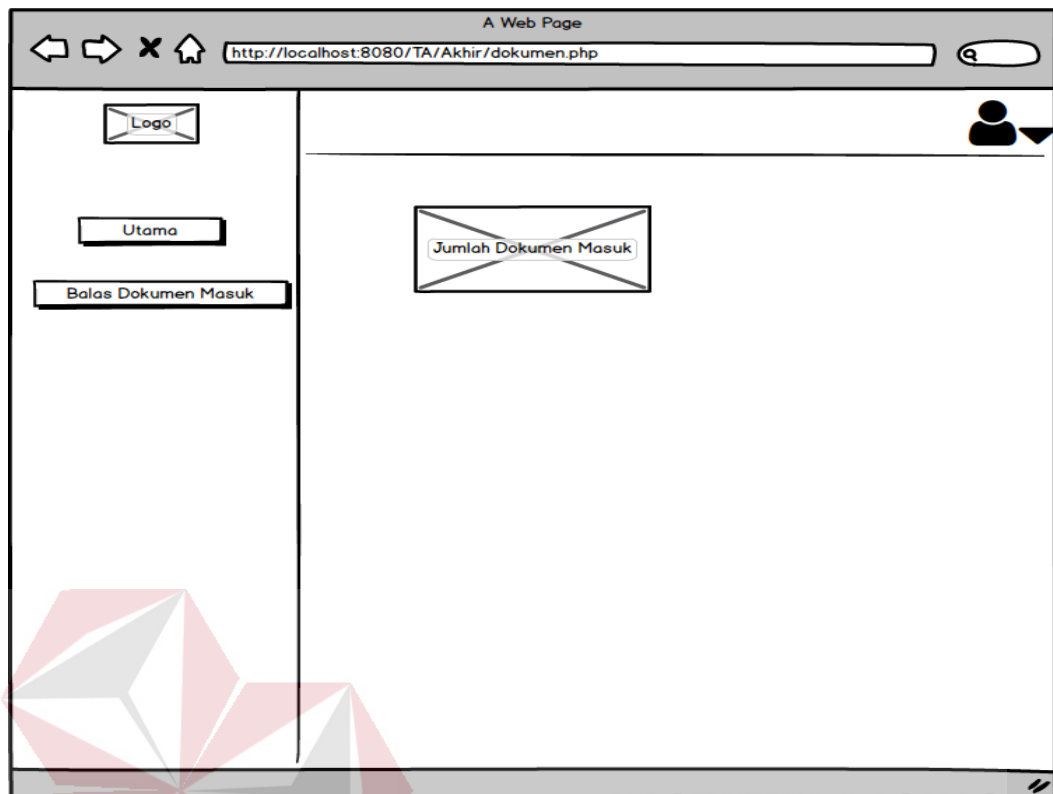 A Web Page
http://localhost:8080/TA/Akhir/dokumen.php
Logo
Utama
Jumlah Dokumen Masuk
Balas Dokumen Masuk